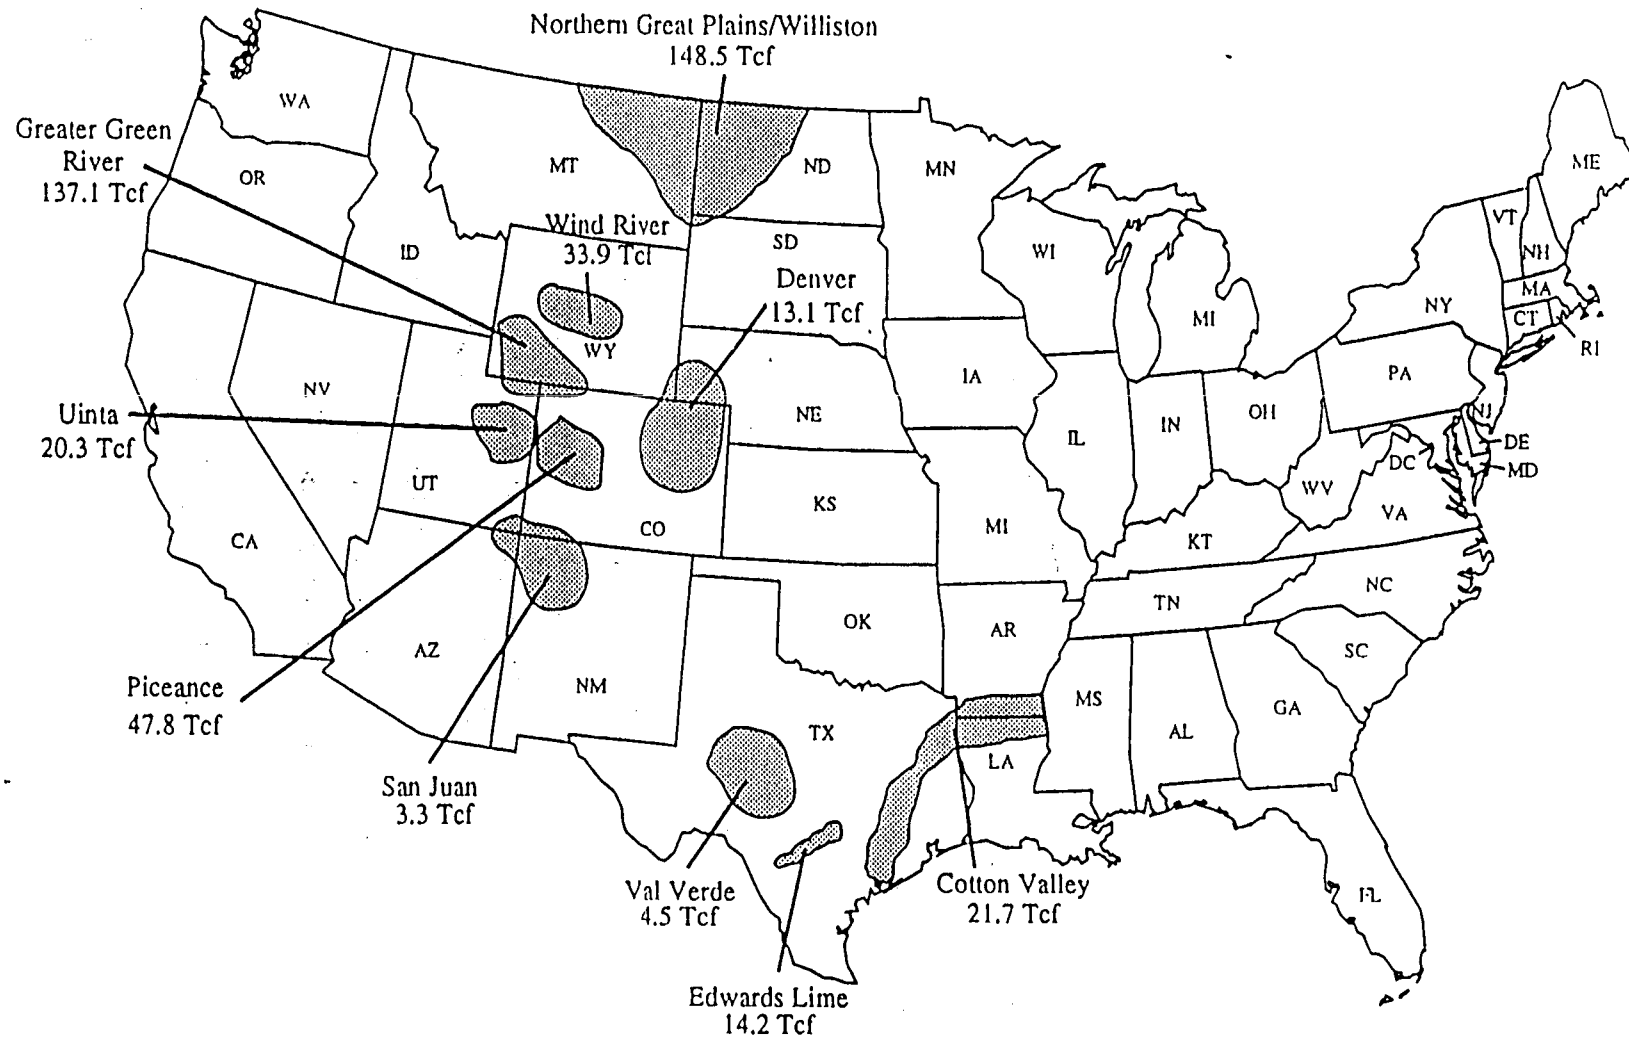 Northern Great Plains/Williston
148.5 Tcf
WA
Greater Green
River
137.1 Tcf
OR
MT
ND
MN
ME
ID
Wind River
33.9 Tcf
SD
Denver
13.1 Tcf
WI
VT
NH
MA
NY
CT
RI
MI
WY
IA
PA
NV
NE
NJ
Uinta
20.3 Tcf
IL
IN
OH
DE
DC
MD
UT
WV
KS
VA
CA
CO
MI
KT
NC
TN
OK
AR
AZ
SC
Piceance
47.8 Tcf
NM
MS
GA
TX
AL
LA
San Juan
3.3 Tcf
Val Verde
4.5 Tcf
Cotton Valley
21.7 Tcf
FL
Edwards Lime
14.2 Tcf